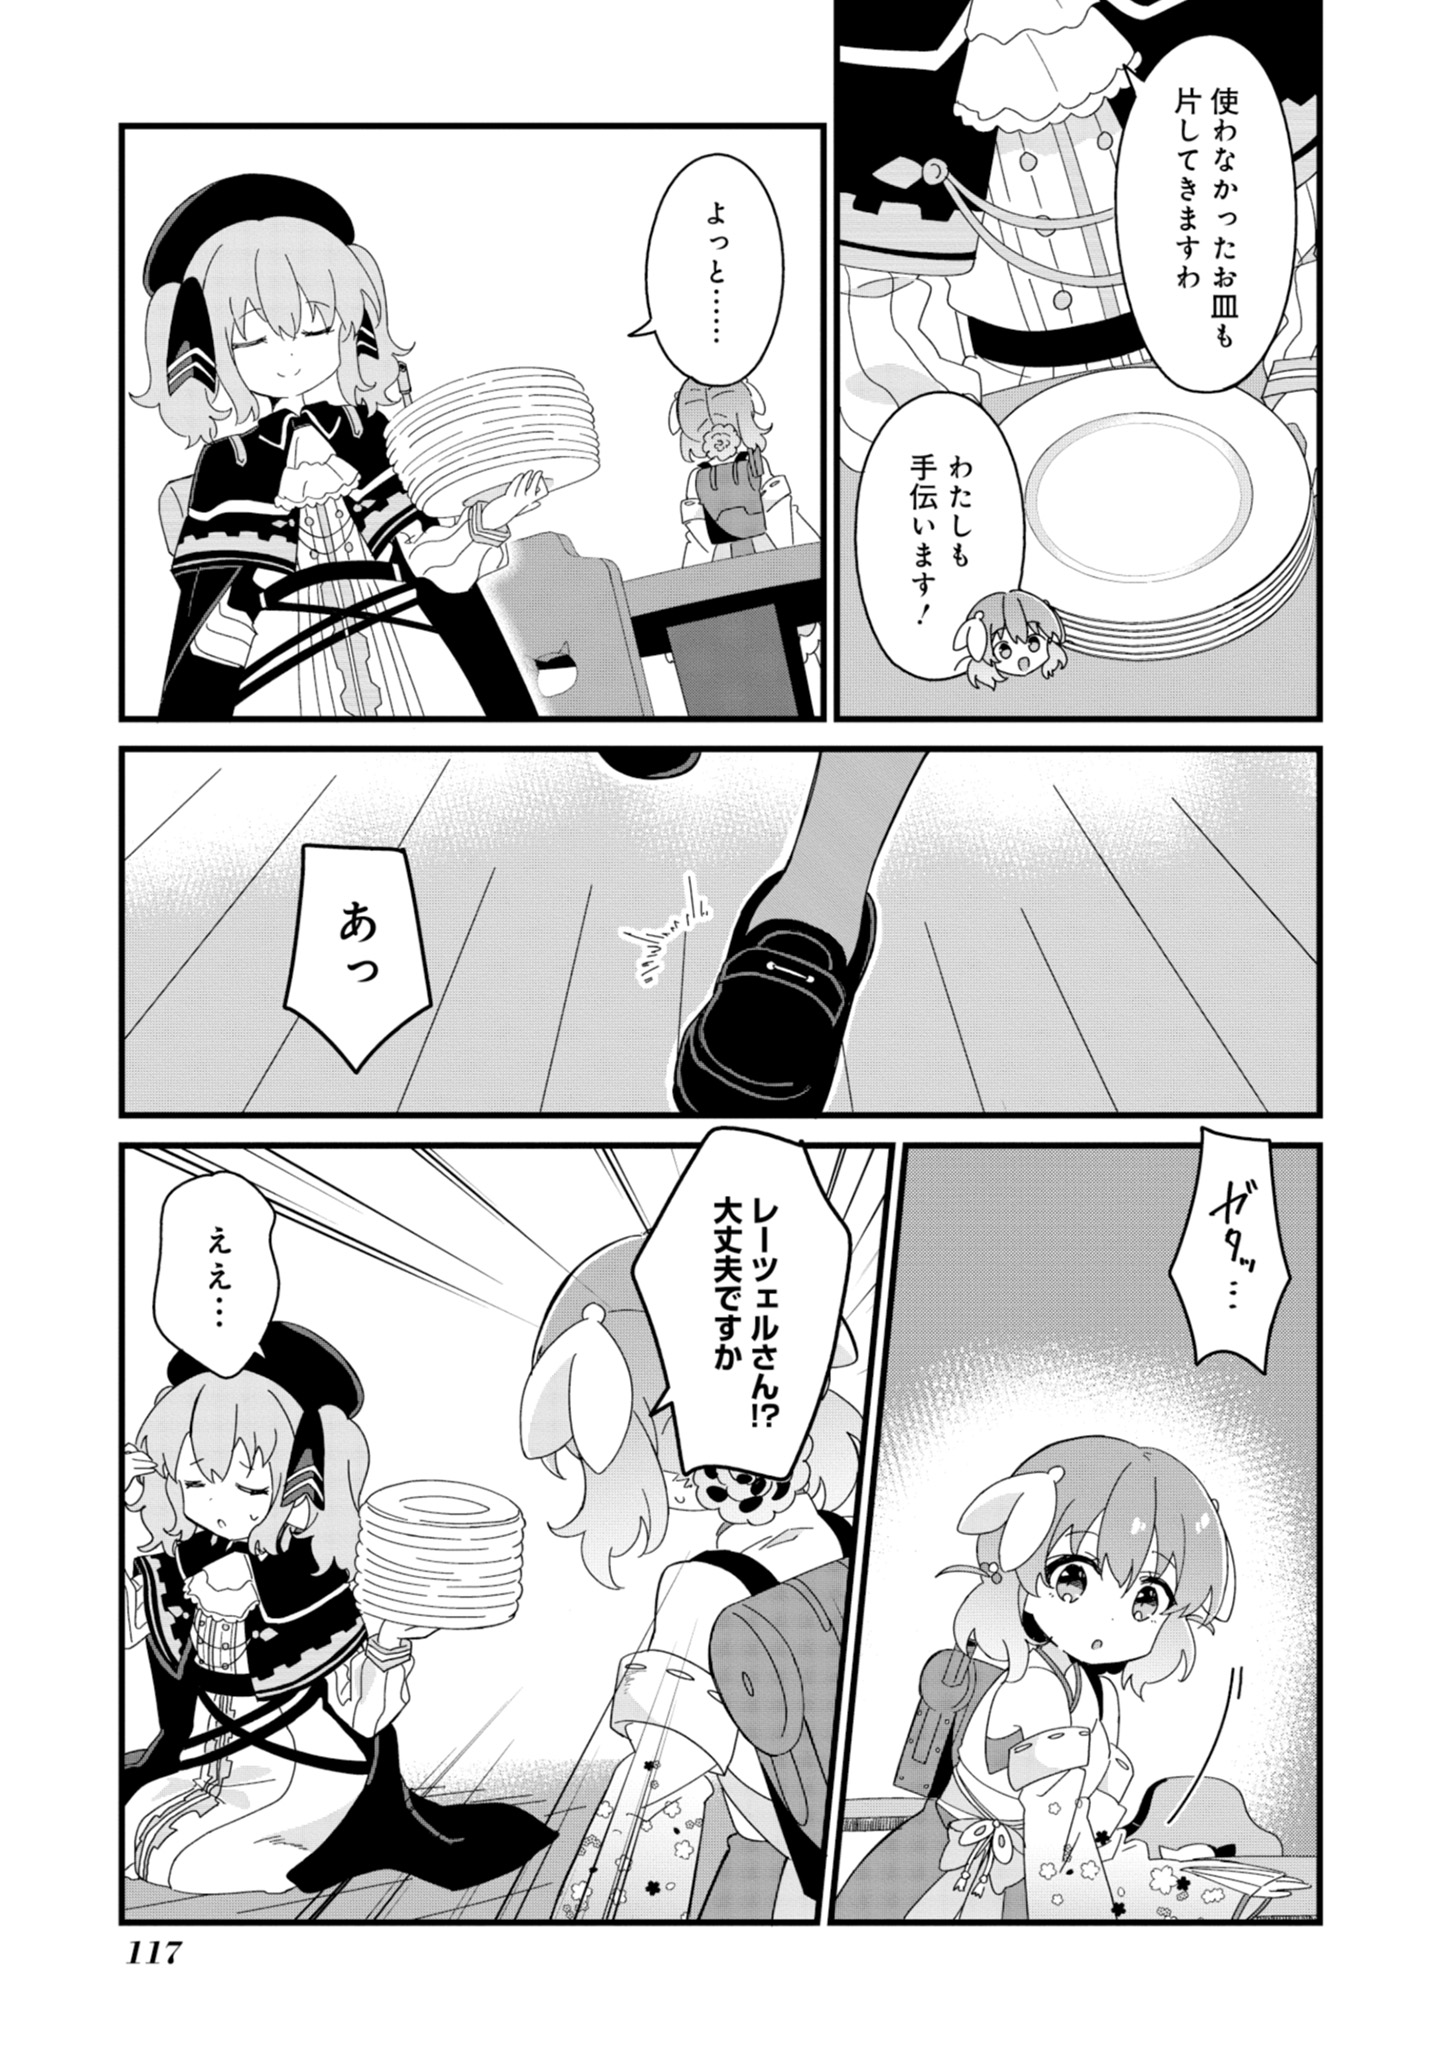 使わなかったお皿も
片してきますわ
わたしも
手伝います!
よっと……
あっ
ガタッ…
レーツェルさん!?
大丈夫ですか
ええ…
117